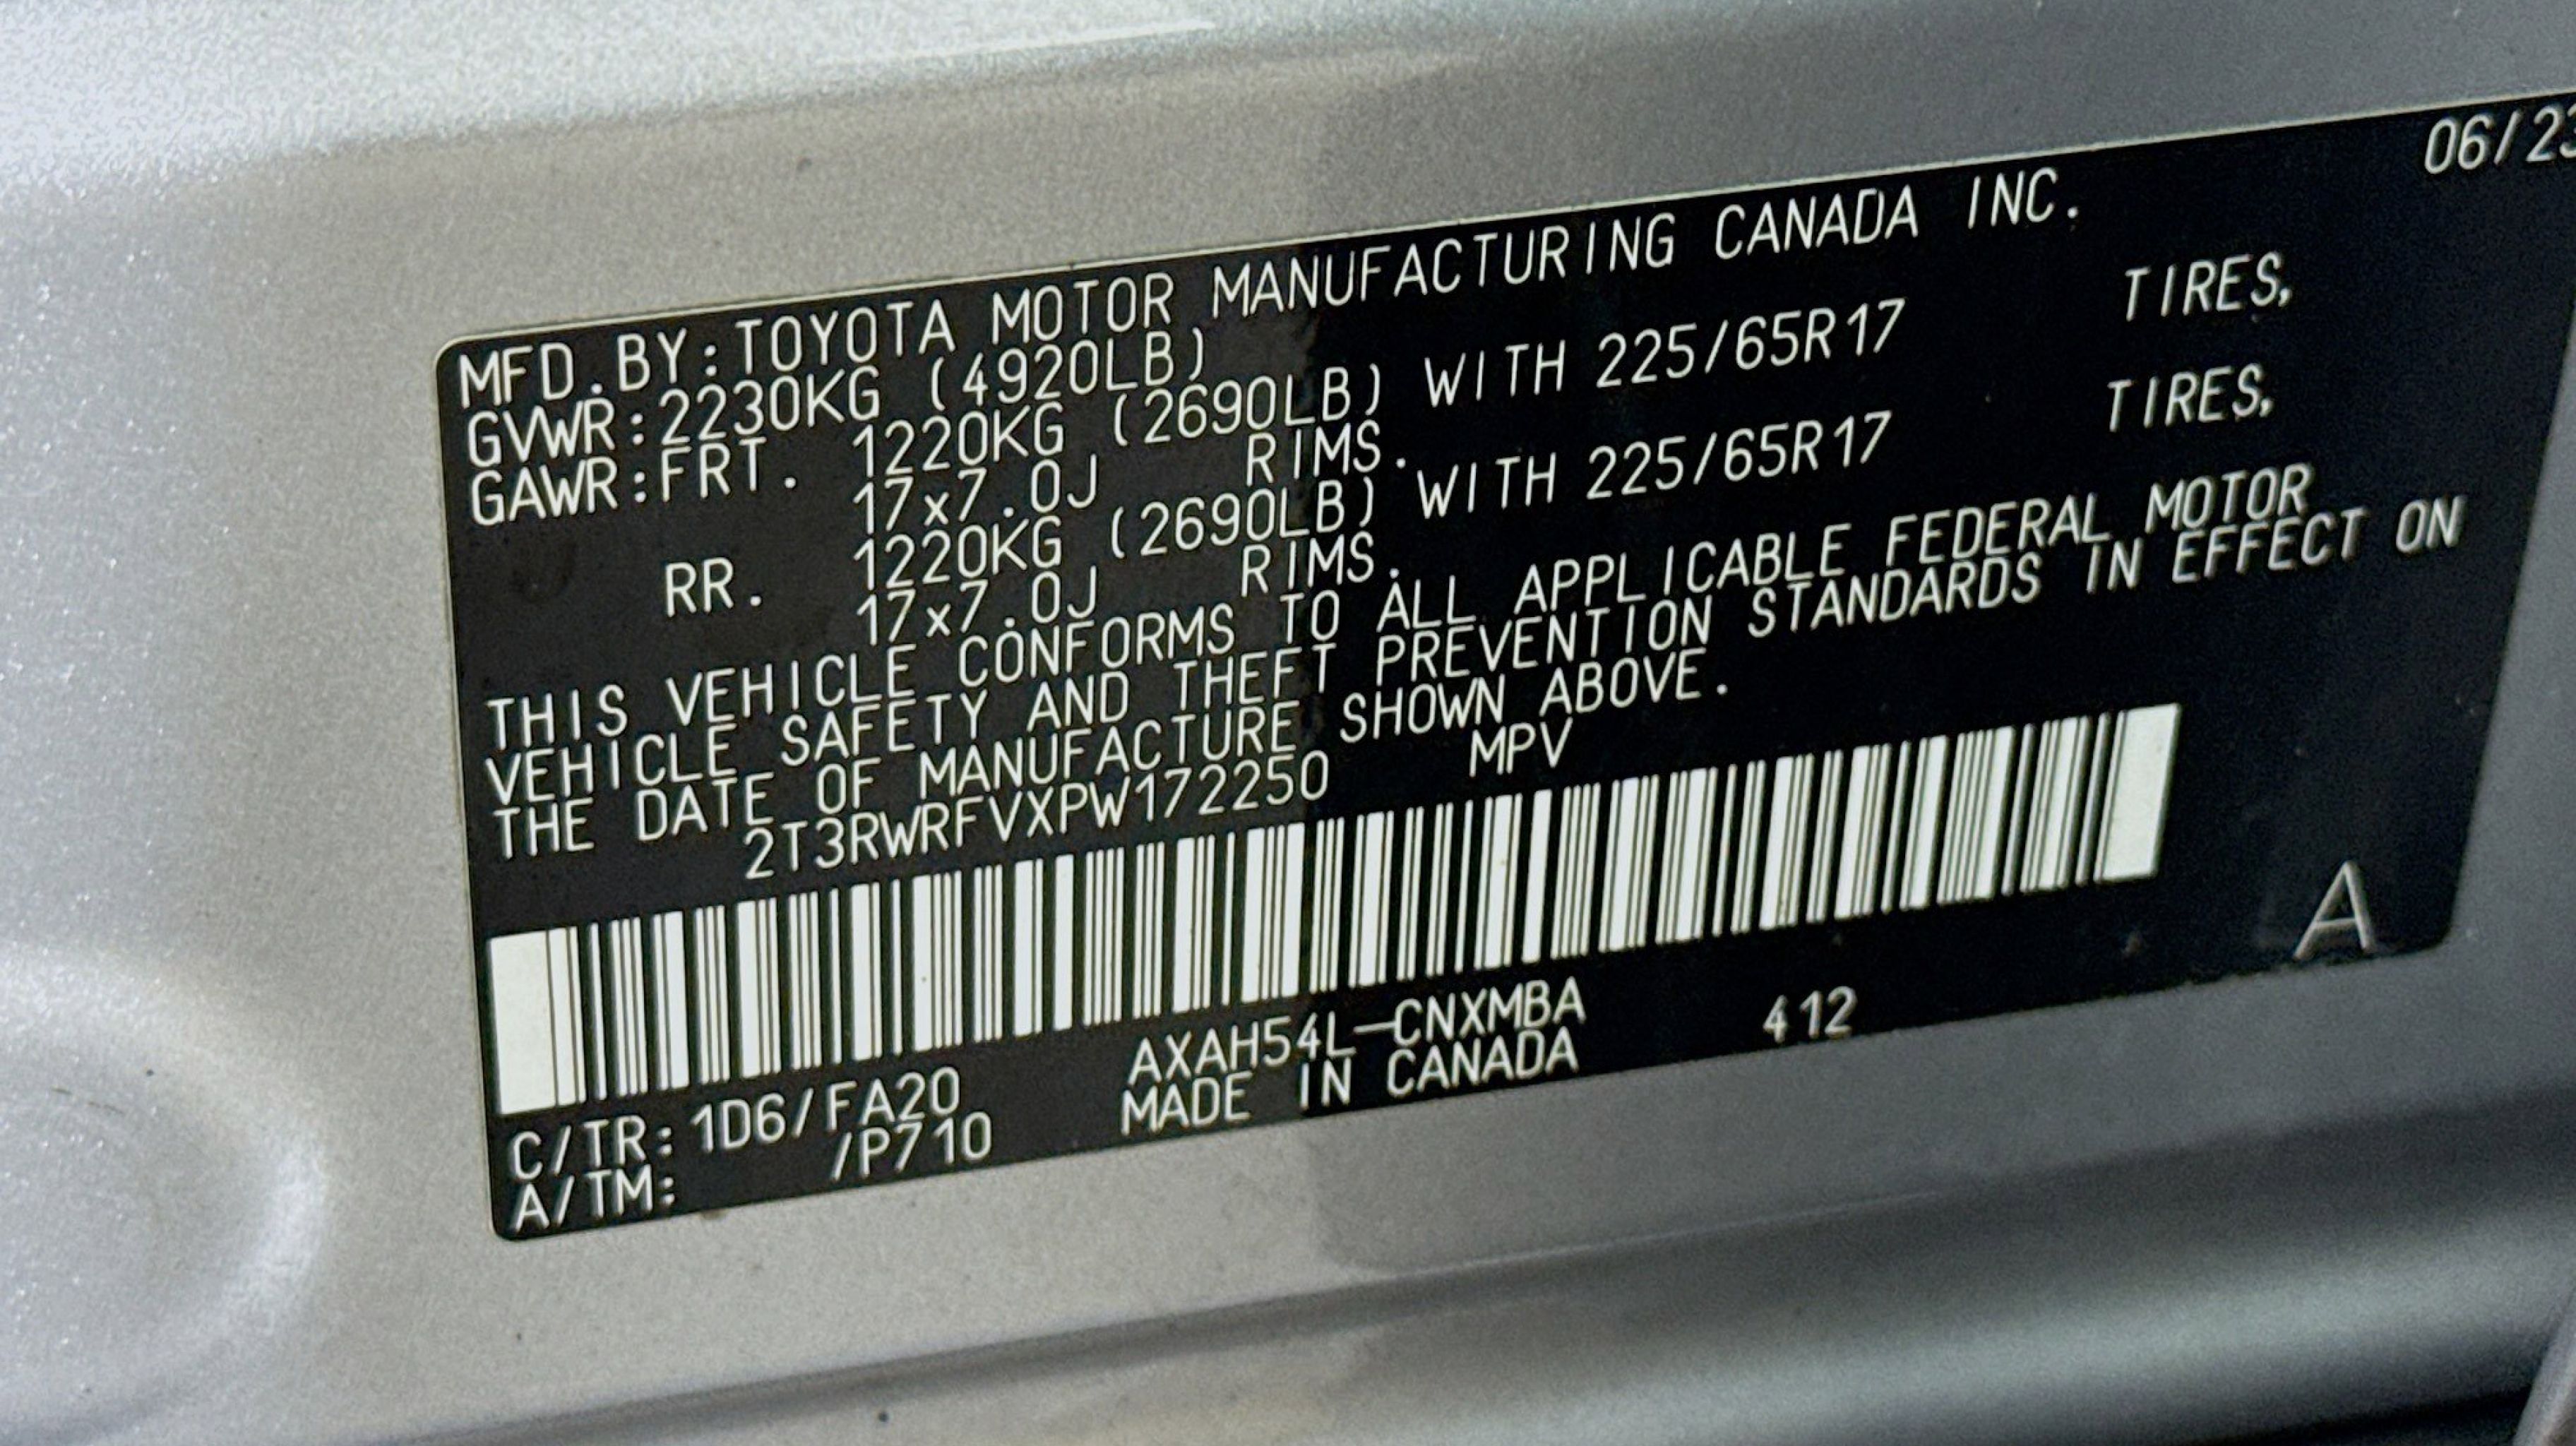 06/23
MFD.BY:TOYOTA MOTOR MANUFACTURING CANADA INC.
GVWR:2230KG (4920LB)
GAWR:FRT. 1220KG (2690LB) WITH 225/65R17 TIRES,
17x7.0J RIMS.
RR. 1220KG (2690LB) WITH 225/65R17 TIRES,
17x7.0J RIMS.
THIS VEHICLE CONFORMS TO ALL APPLICABLE FEDERAL MOTOR
VEHICLE SAFETY AND THEFT PREVENTION STANDARDS IN EFFECT ON
THE DATE OF MANUFACTURE SHOWN ABOVE.
2T3RWRFVXPW172250 MPV
A
C/TR:1D6/FA20 AXAH54L-CNXMBA 412
A/TM: /P710 MADE IN CANADA